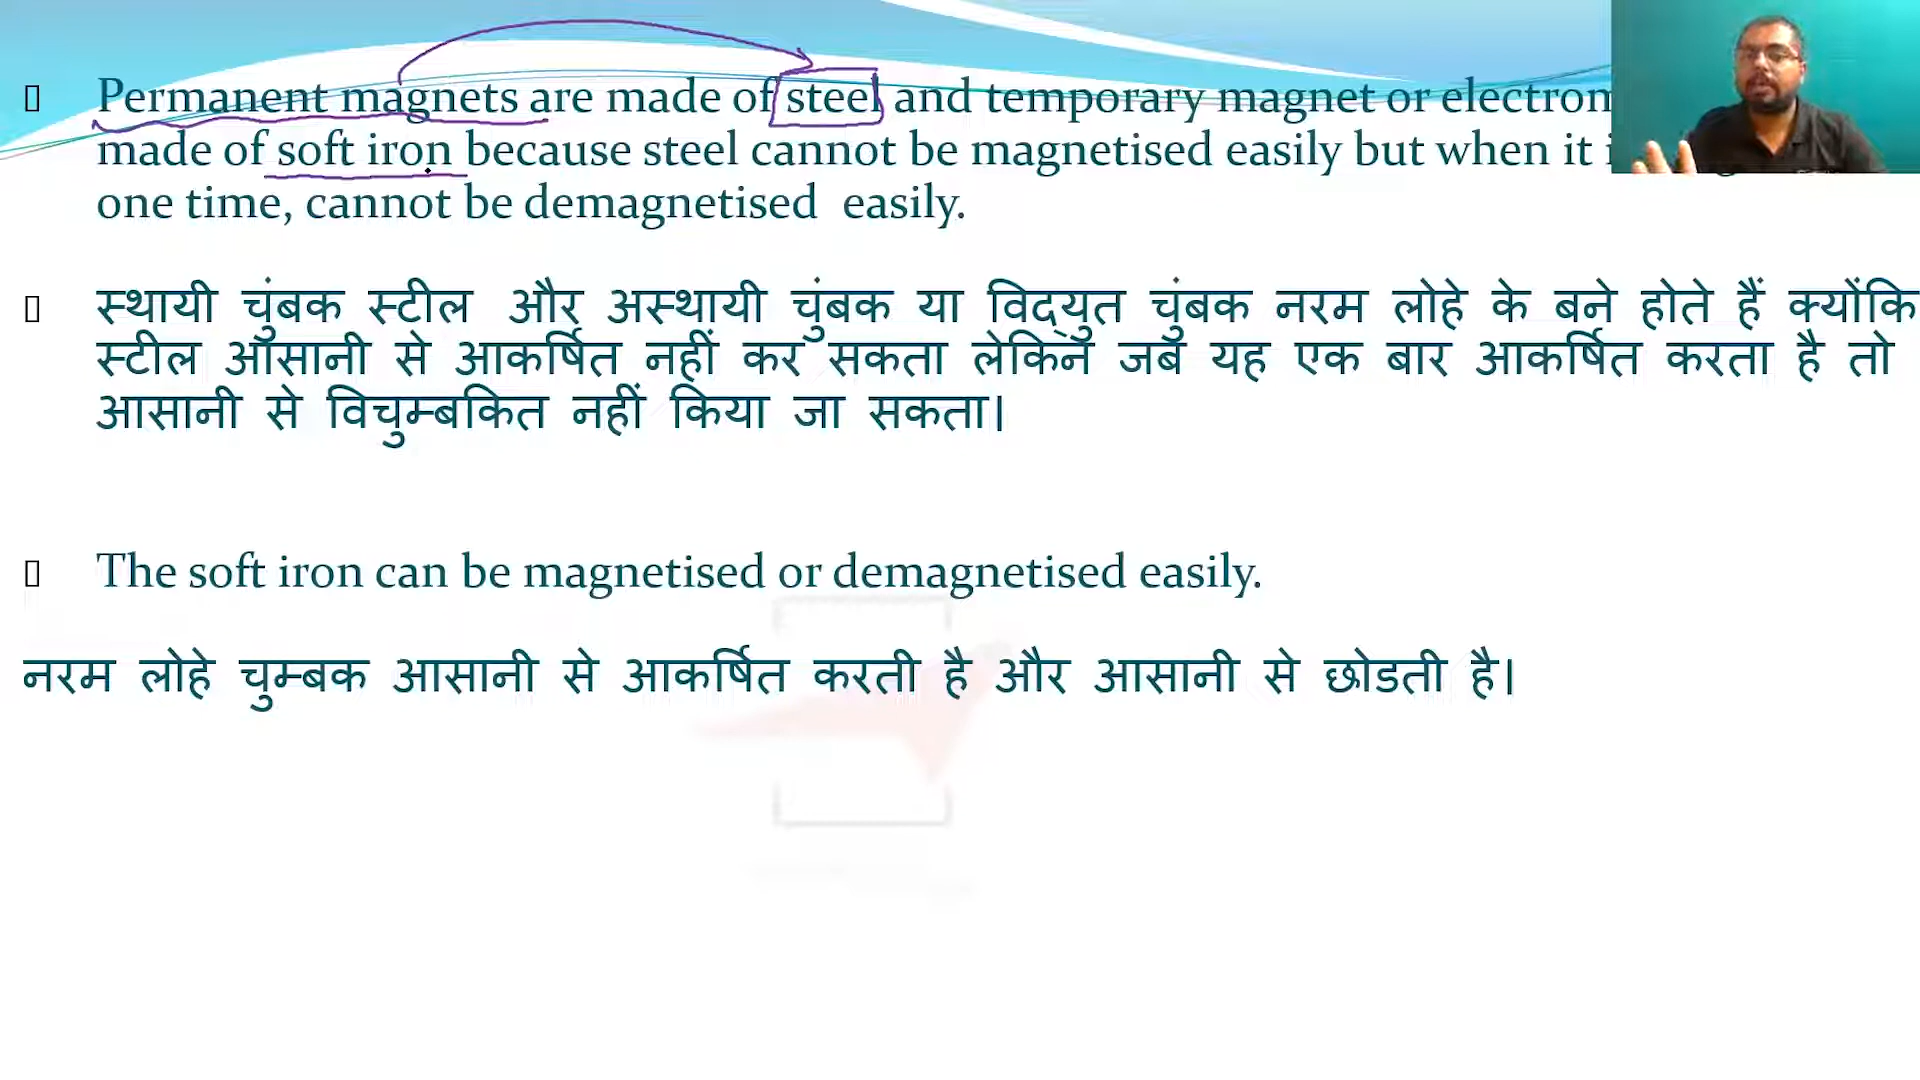 Permanent magnets are made of steel and temporary magnet or
made of soft iron because steel cannot be magnetised easily but when it
one time, cannot be demagnetised easily.
स्थायी चुंबक स्टील और अस्थायी चुंबक या विद्युत चुंबक नरम लोहे के बने होते हैं क्योंकि
स्टील आसानी से आकर्षित नहीं कर सकता लेकिन जब यह एक बार आकर्षित करता है तो
आसानी से विचुम्बकित नहीं किया जा सकता।
The soft iron can be magnetised or demagnetised easily.
नरम लोहे चुम्बक आसानी से आकर्षित करती है और आसानी से छोडती है।